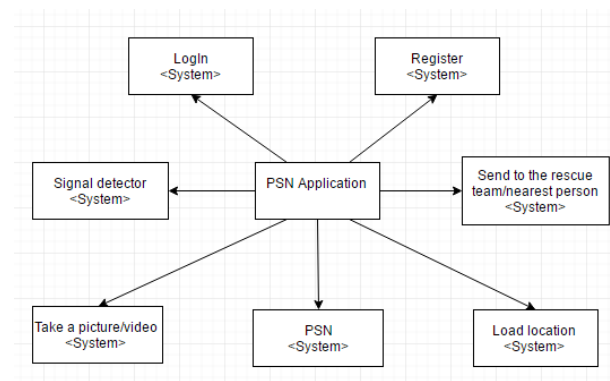 LogIn
<System>
Register
<System>
Signal detector
<System>
PSN Application
Send to the rescue
team/nearest person
<System>
Take a picture/video
<System>
PSN
<System>
Load location
<System>